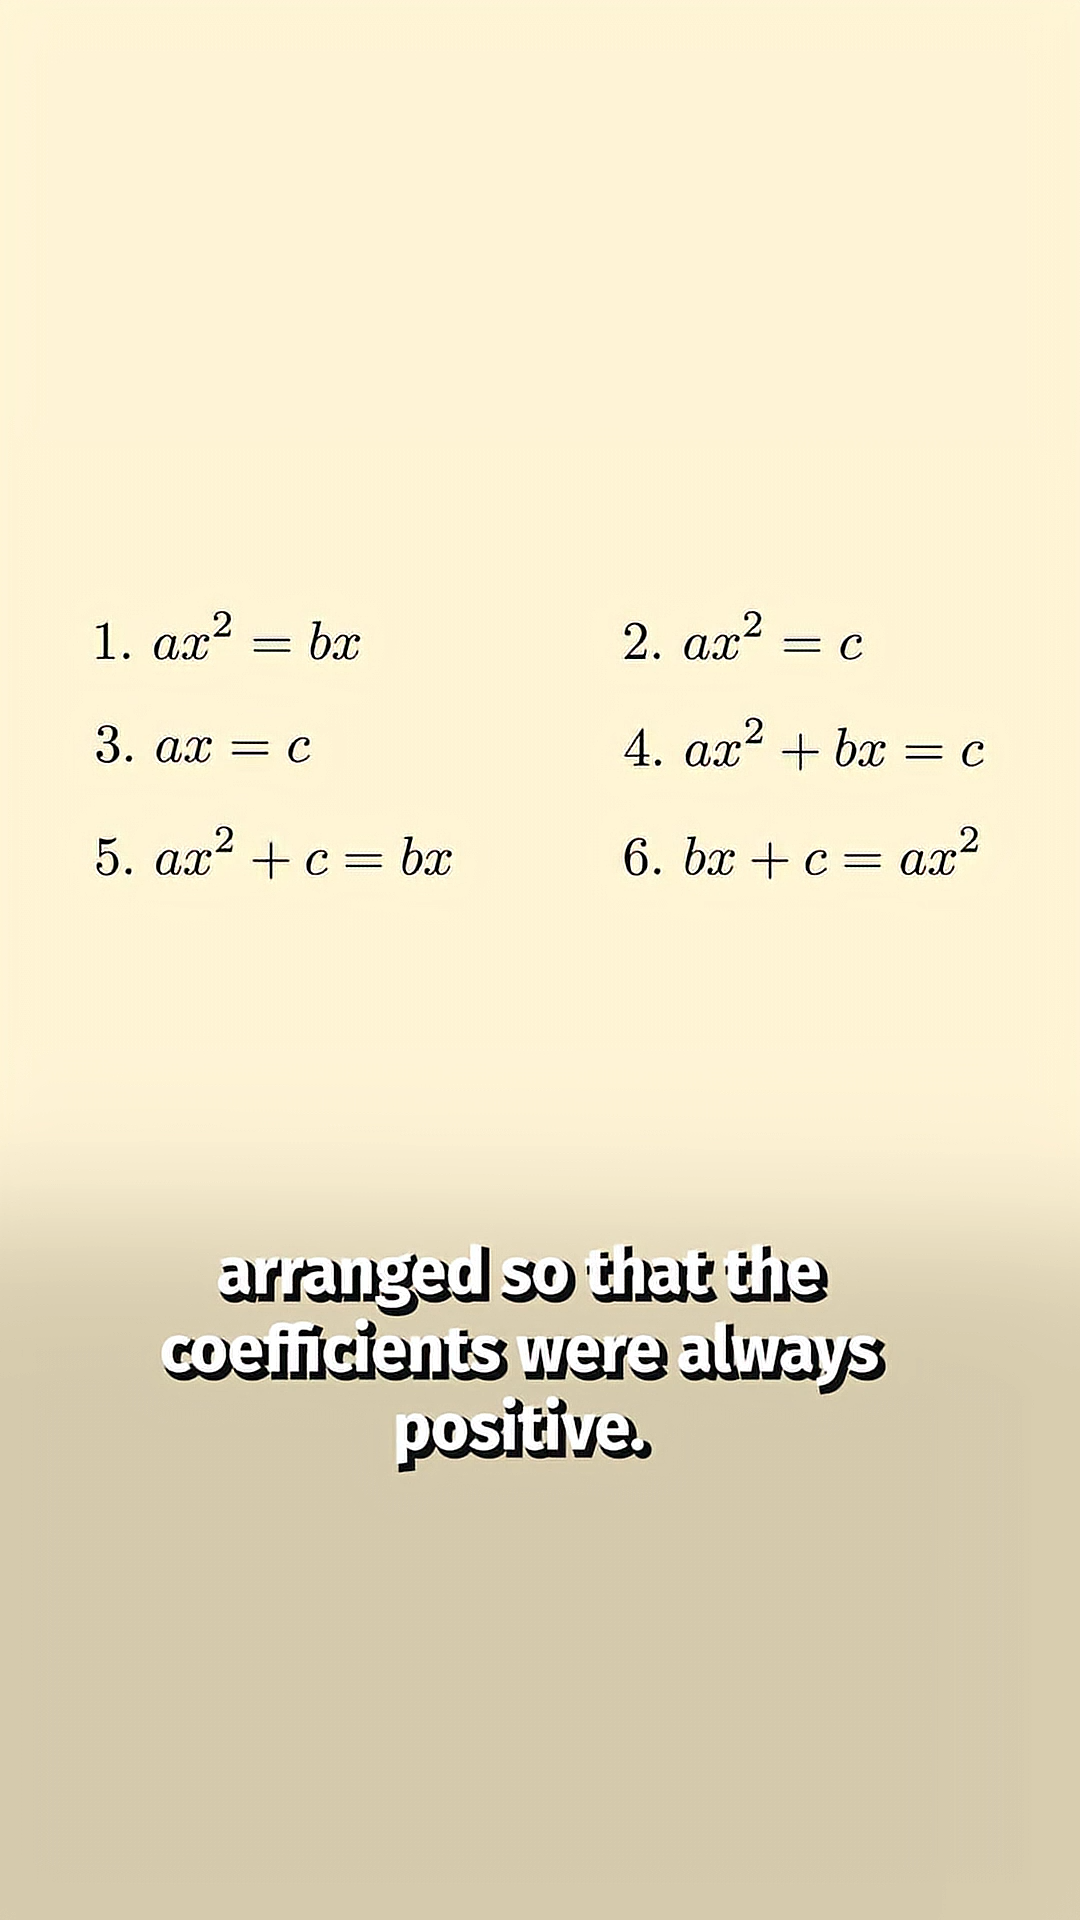 1. ax² = bx
2. ax² = c
3. ax = c
4. ax² + bx = c
5. ax² + c = bx
6. bx + c = ax²
arranged so that the
coefficients were always
positive.